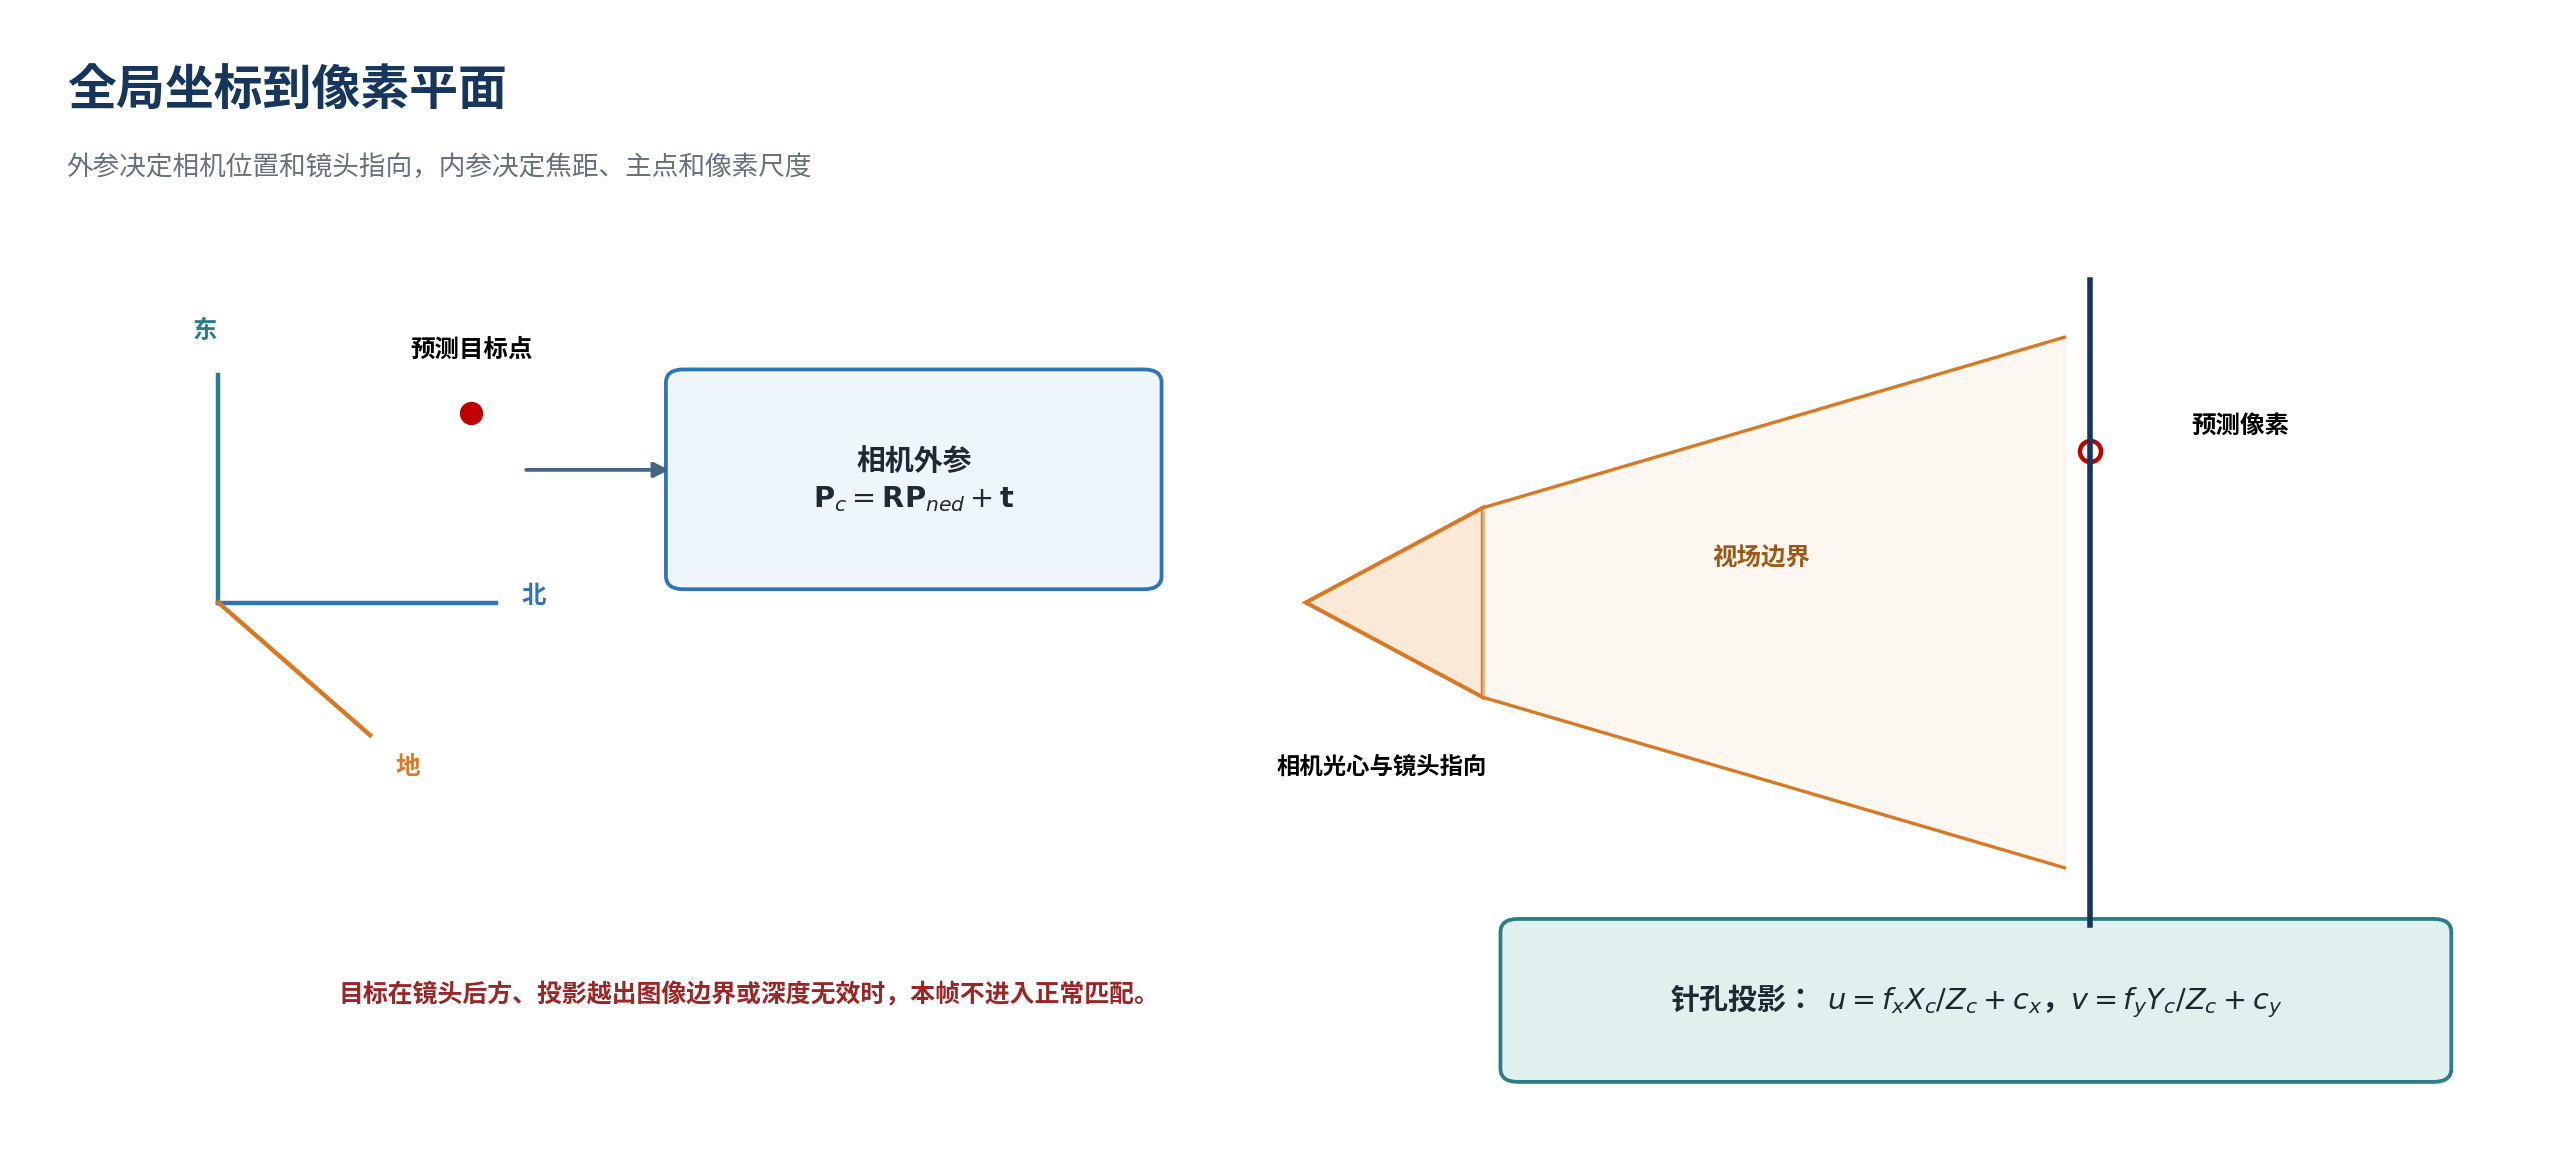 全局坐标到像素平面
外参决定相机位置和镜头指向，内参决定焦距、主点和像素尺度
东
预测目标点
北
地
相机外参
P_c = RP_ned + t
预测像素
视场边界
相机光心与镜头指向
目标在镜头后方、投影越出图像边界或深度无效时，本帧不进入正常匹配。
针孔投影： u = f_xX_c/Z_c + c_x，v = f_yY_c/Z_c + c_y